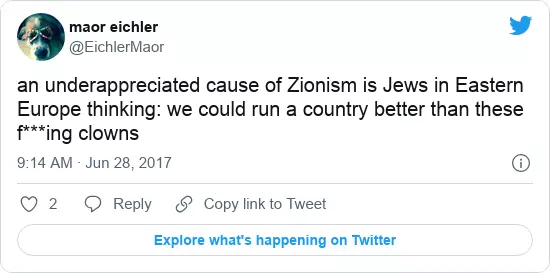 maor eichler
@EichlerMaor
an underappreciated cause of Zionism is Jews in Eastern
Europe thinking: we could run a country better than these
f***ing clowns
9:14 AM · Jun 28, 2017
2 Reply Copy link to Tweet
Explore what's happening on Twitter